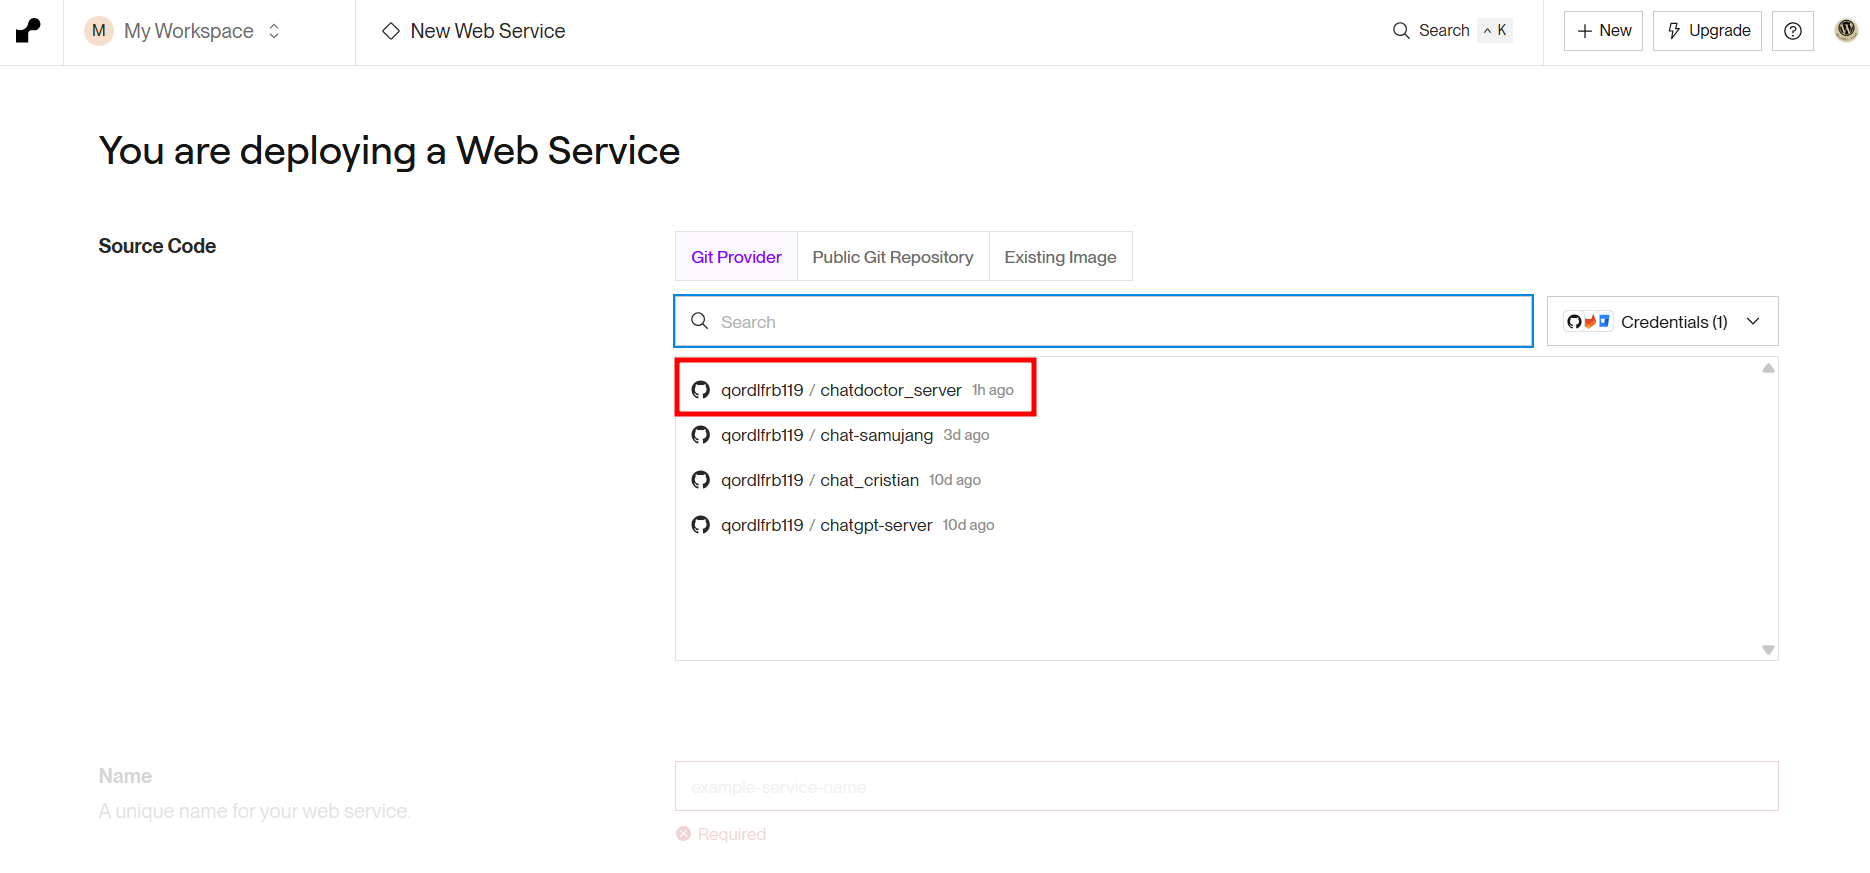 M My Workspace
New Web Service
Search ^ K
+ New
Upgrade
You are deploying a Web Service
Source Code
Git Provider
Public Git Repository
Existing Image
Search
Credentials (1)
qordlfrb119 / chatdoctor_server 1h ago
qordlfrb119 / chat-samujang 3d ago
qordlfrb119 / chat_cristian 10d ago
qordlfrb119 / chatgpt-server 10d ago
Name
A unique name for your web service.
example-service-name
Required